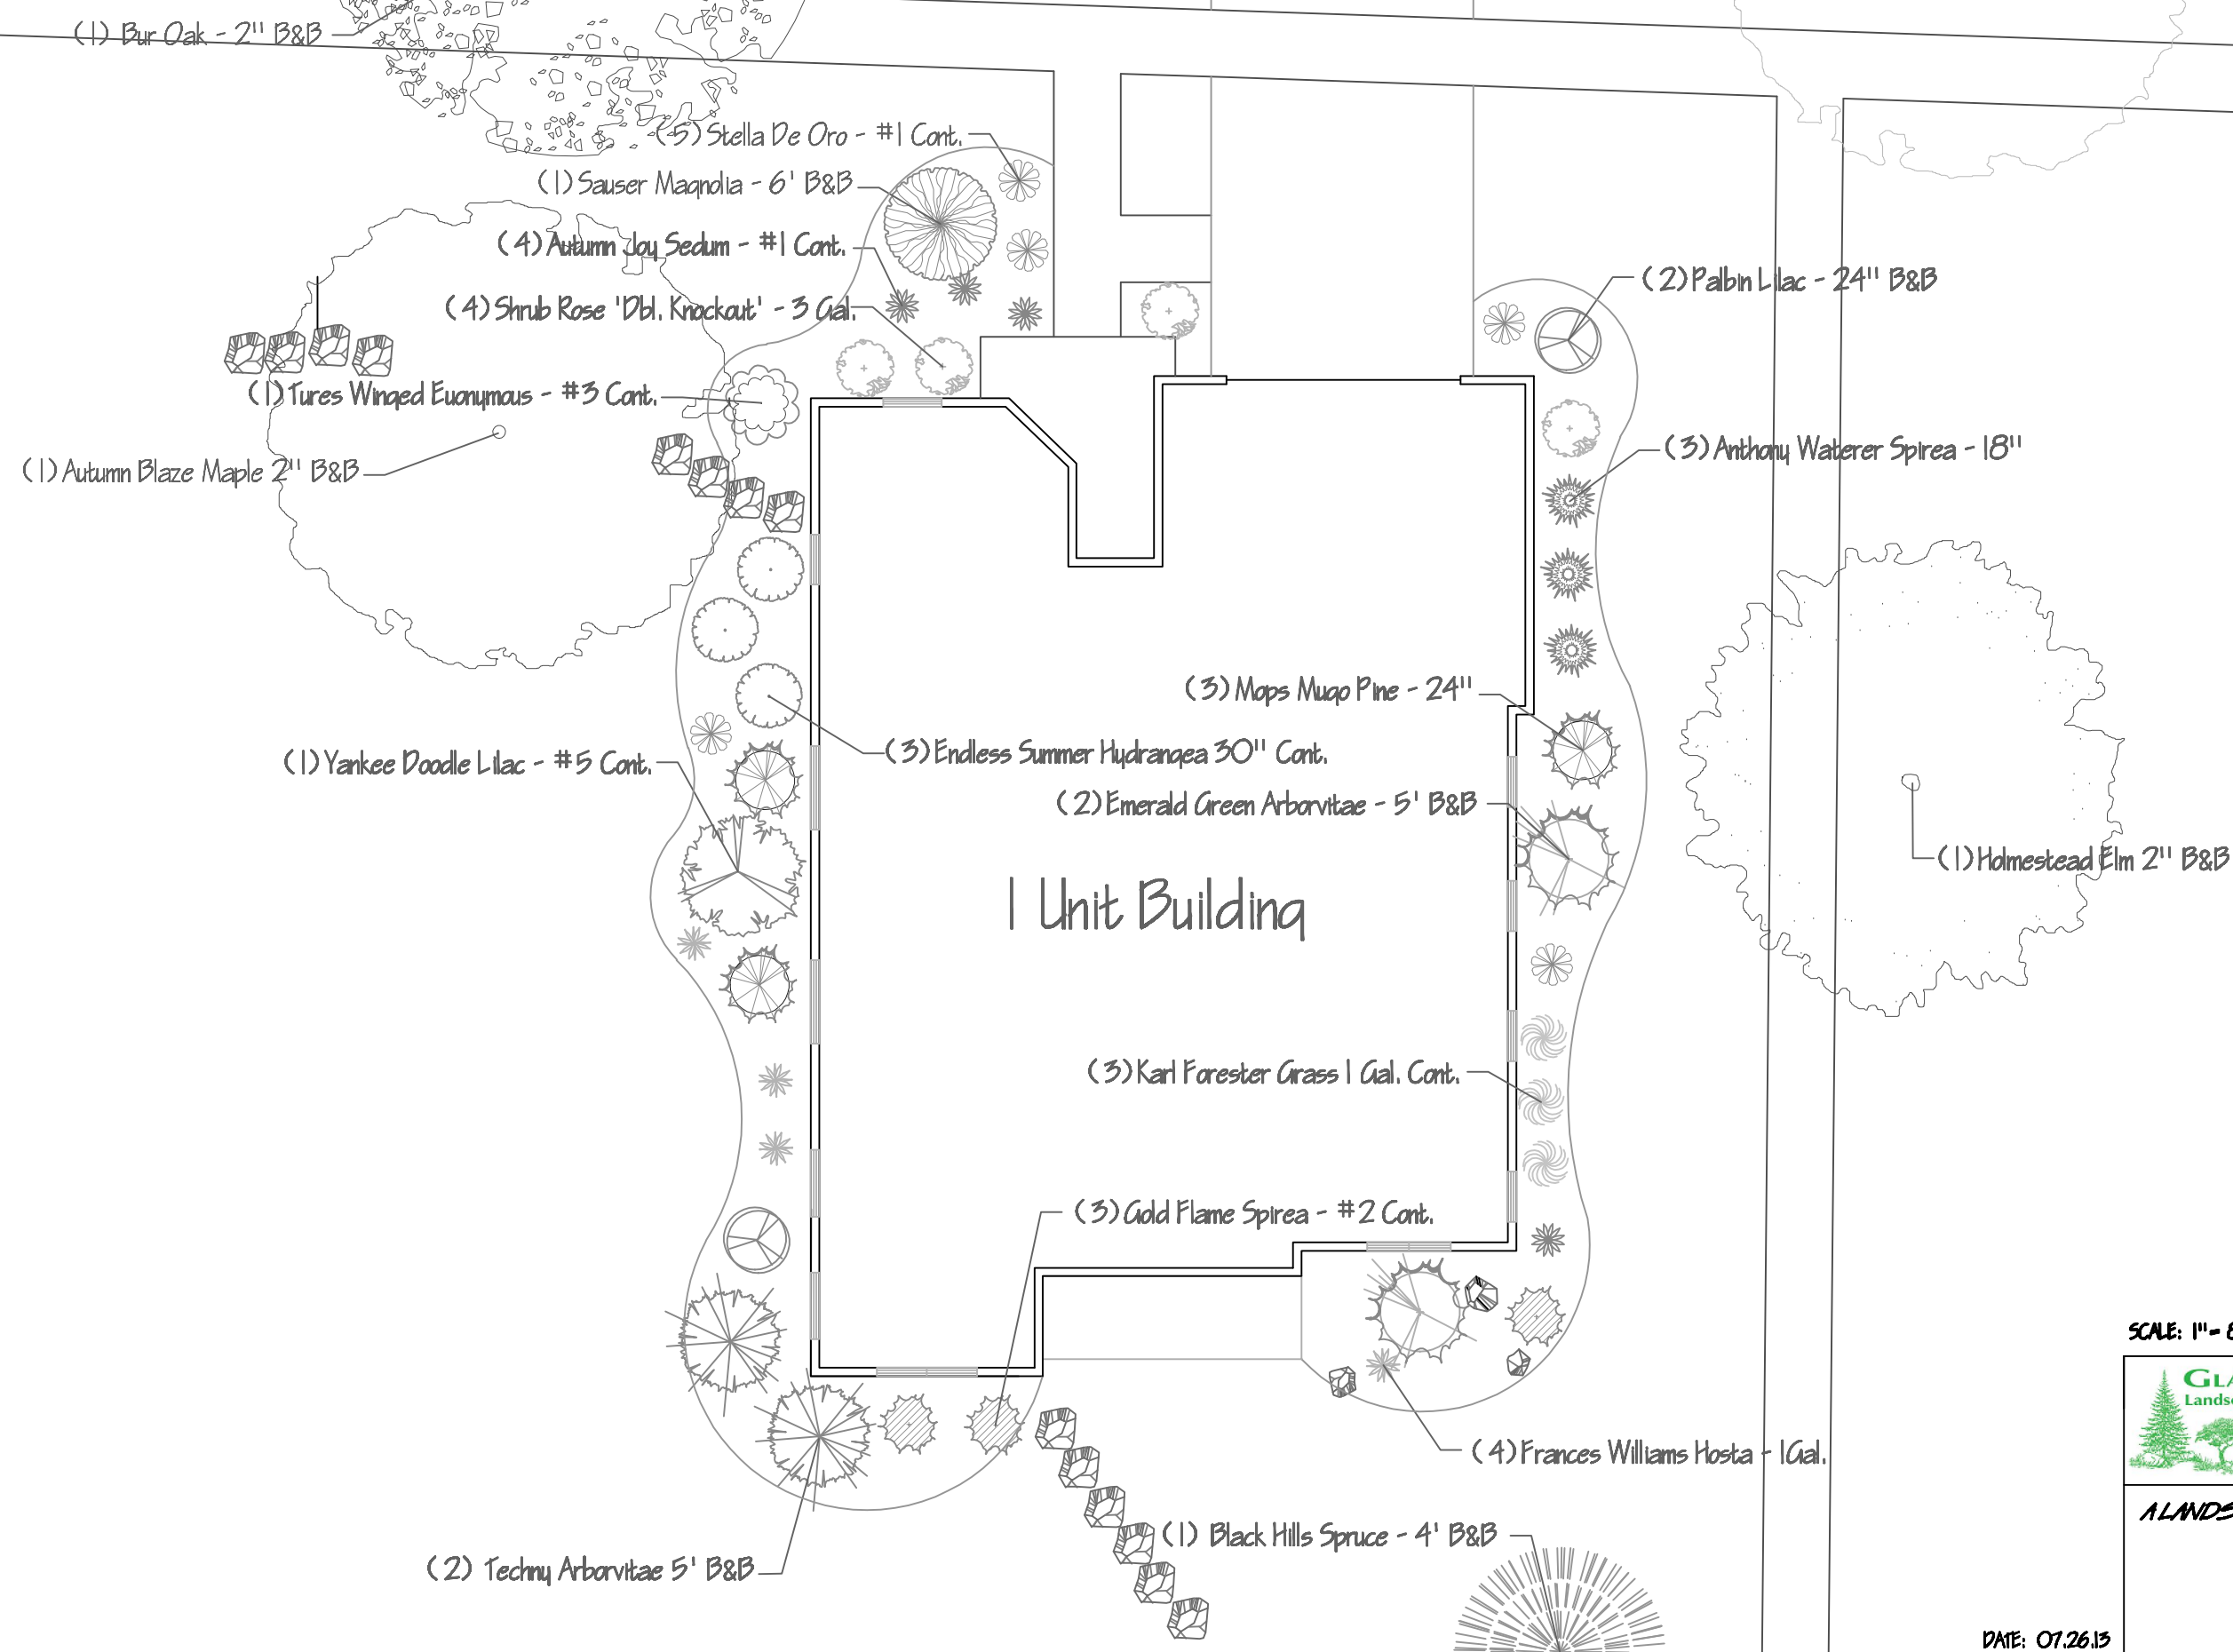 (1) Bur Oak - 2" B&B
(5) Stella De Oro - #1 Cont.
(1) Sauser Magnolia - 6' B&B
(4) Autumn Joy Sedum - #1 Cont.
(2) Palbin Lilac - 24" B&B
(4) Shrub Rose 'Dbl. Knockout' - 3 Gal.
(1) Tures Winged Euonymous - #3 Cont.
(3) Anthony Waterer Spirea - 18"
(1) Autumn Blaze Maple 2" B&B
(3) Mops Mugo Pine - 24"
(3) Endless Summer Hydrangea 30" Cont.
(1) Yankee Doodle Lilac - #5 Cont.
(2) Emerald Green Arborvitae - 5' B&B
(1) Holmestead Elm 2" B&B
1 Unit Building
(3) Karl Forester Grass 1 Gal. Cont.
(3) Gold Flame Spirea - #2 Cont.
SCALE: 1"=
GLA
Lands
(4) Frances Williams Hosta - 1Gal.
A LANDS
(1) Black Hills Spruce - 4' B&B
(2) Techny Arborvitae 5' B&B
DATE: 07.26.13